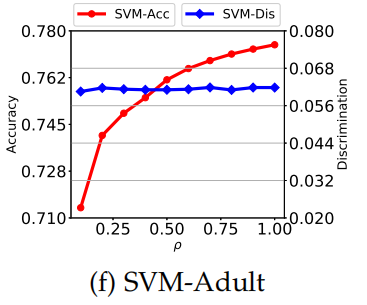 SVM-Acc SVM-Dis
0.780 0.080
0.762 0.068
0.745 0.056
0.728 0.044
0.710 0.032
0.020
Accuracy
Discrimination
0.25 0.50 0.75 1.00
ρ
(f) SVM-Adult